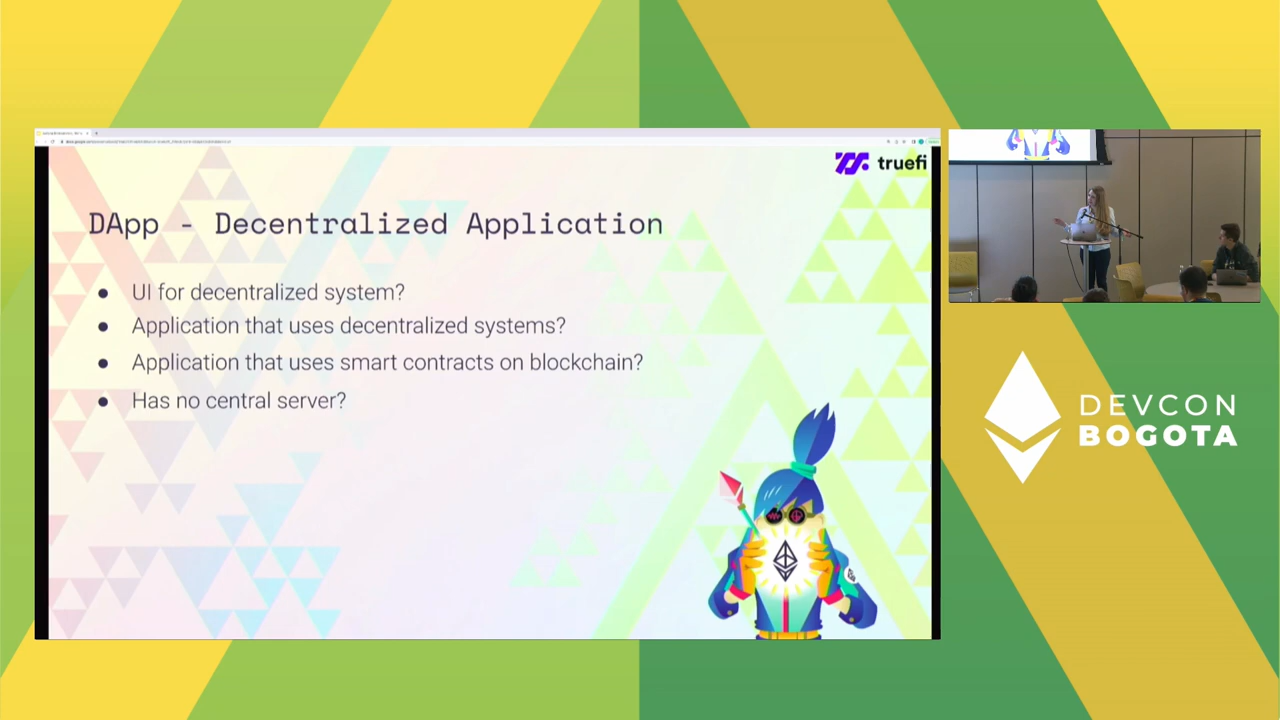 truefi
DApp - Decentralized Application
● UI for decentralized system?
● Application that uses decentralized systems?
● Application that uses smart contracts on blockchain?
● Has no central server?
DEVCON
BOGOTA